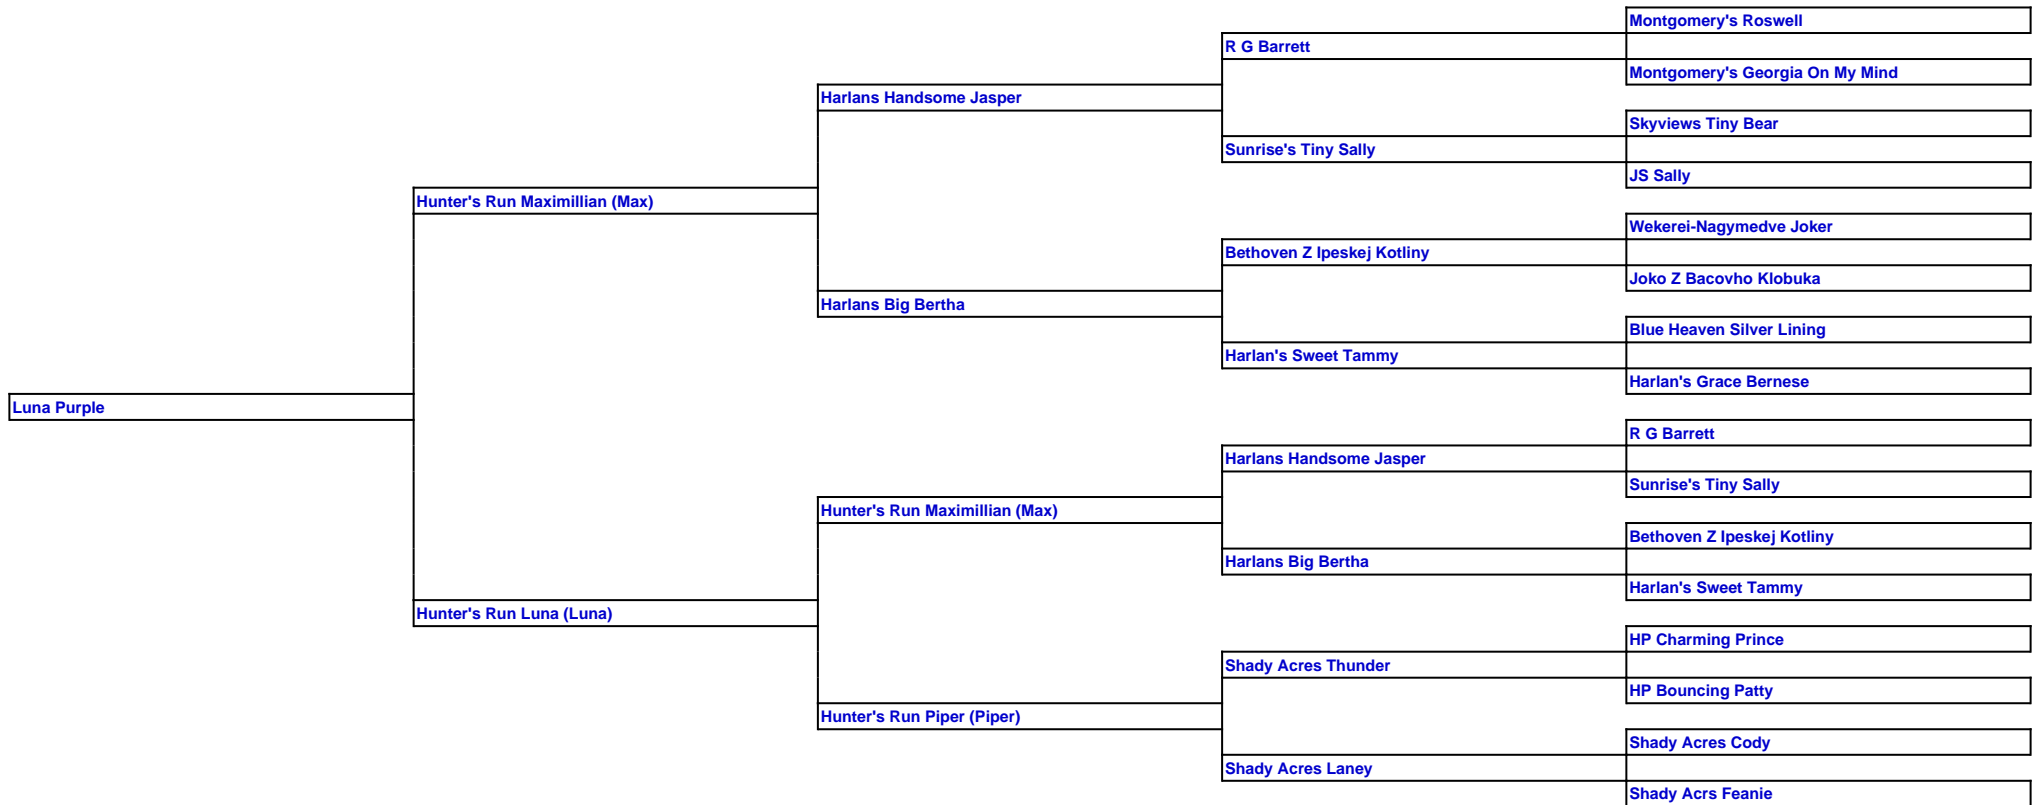 Montgomery's Roswell
R G Barrett
Montgomery's Georgia On My Mind
Harlans Handsome Jasper
Skyviews Tiny Bear
Sunrise's Tiny Sally
JS Sally
Hunter's Run Maximillian (Max)
Wekerei-Nagymedve Joker
Bethoven Z Ipeskej Kotliny
Joko Z Bacovho Klobuka
Harlans Big Bertha
Blue Heaven Silver Lining
Harlan's Sweet Tammy
Harlan's Grace Bernese
Luna Purple
R G Barrett
Harlans Handsome Jasper
Sunrise's Tiny Sally
Hunter's Run Maximillian (Max)
Bethoven Z Ipeskej Kotliny
Harlans Big Bertha
Harlan's Sweet Tammy
Hunter's Run Luna (Luna)
HP Charming Prince
Shady Acres Thunder
HP Bouncing Patty
Hunter's Run Piper (Piper)
Shady Acres Cody
Shady Acres Laney
Shady Acrs Feanie